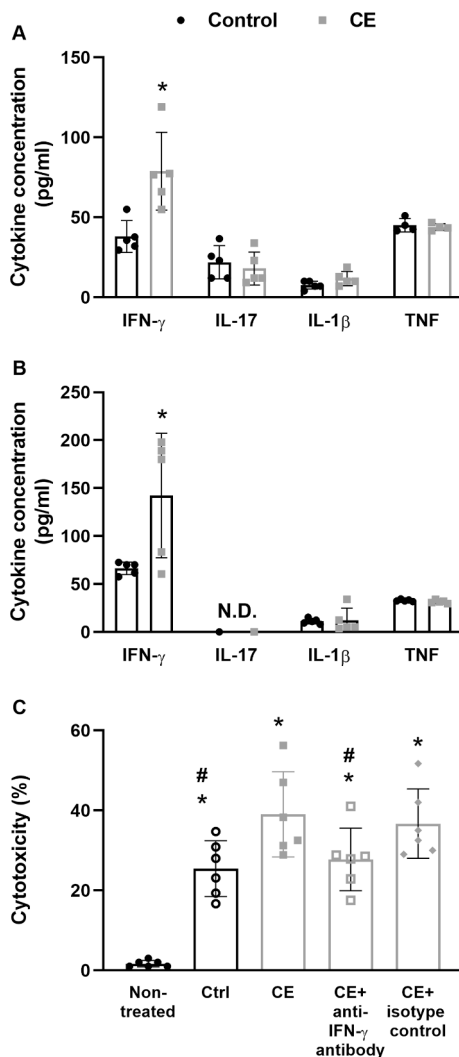 Control CE
A
Cytokine concentration
(pg/ml)
150
100
50
0
*
IFN-γ IL-17 IL-1β TNF
B
Cytokine concentration
(pg/ml)
250
200
150
100
50
0
*
N.D.
IFN-γ IL-17 IL-1β TNF
C
Cytotoxicity (%)
60
40
20
0
#
*
*
#
*
*
Non-
treated
Ctrl
CE
CE+
anti-
IFN-γ
antibody
CE+
isotype
control